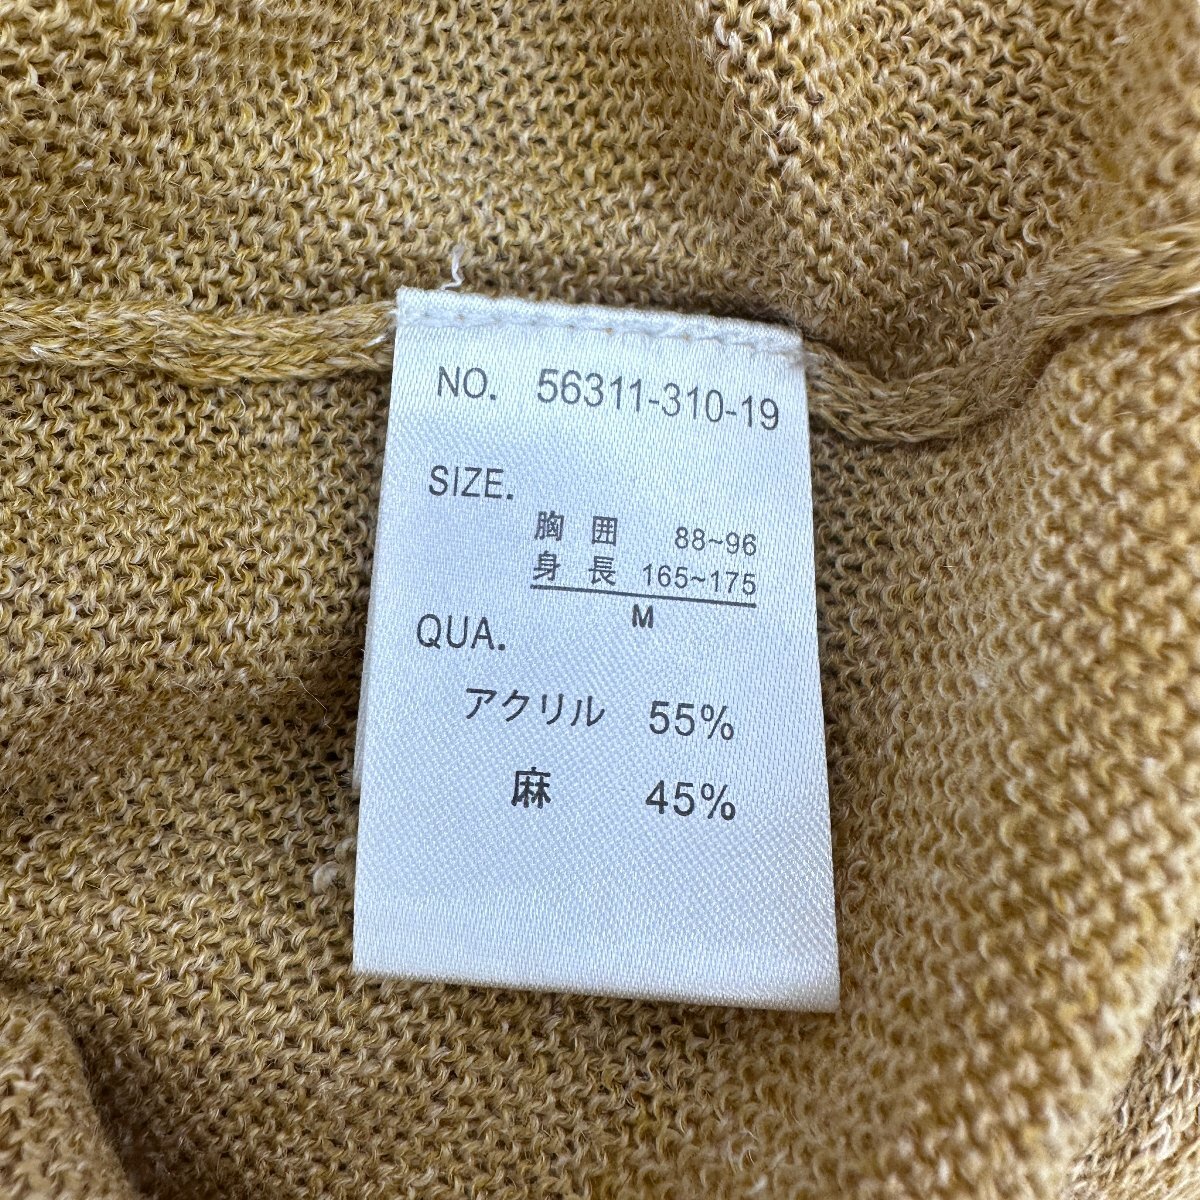 NO. 56311-310-19
SIZE.
胸 囲 88~96
身 長 165~175
M
QUA.
アクリル 55%
麻 45%